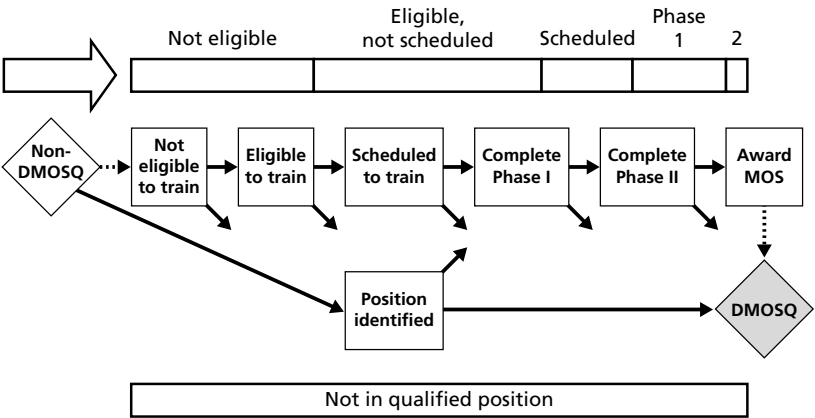 Not eligible
Eligible,
not scheduled
Scheduled
Phase
1
2
Non-
DMOSQ
Not
eligible
to train
Eligible
to train
Scheduled
to train
Complete
Phase I
Complete
Phase II
Award
MOS
Position
identified
DMOSQ
Not in qualified position